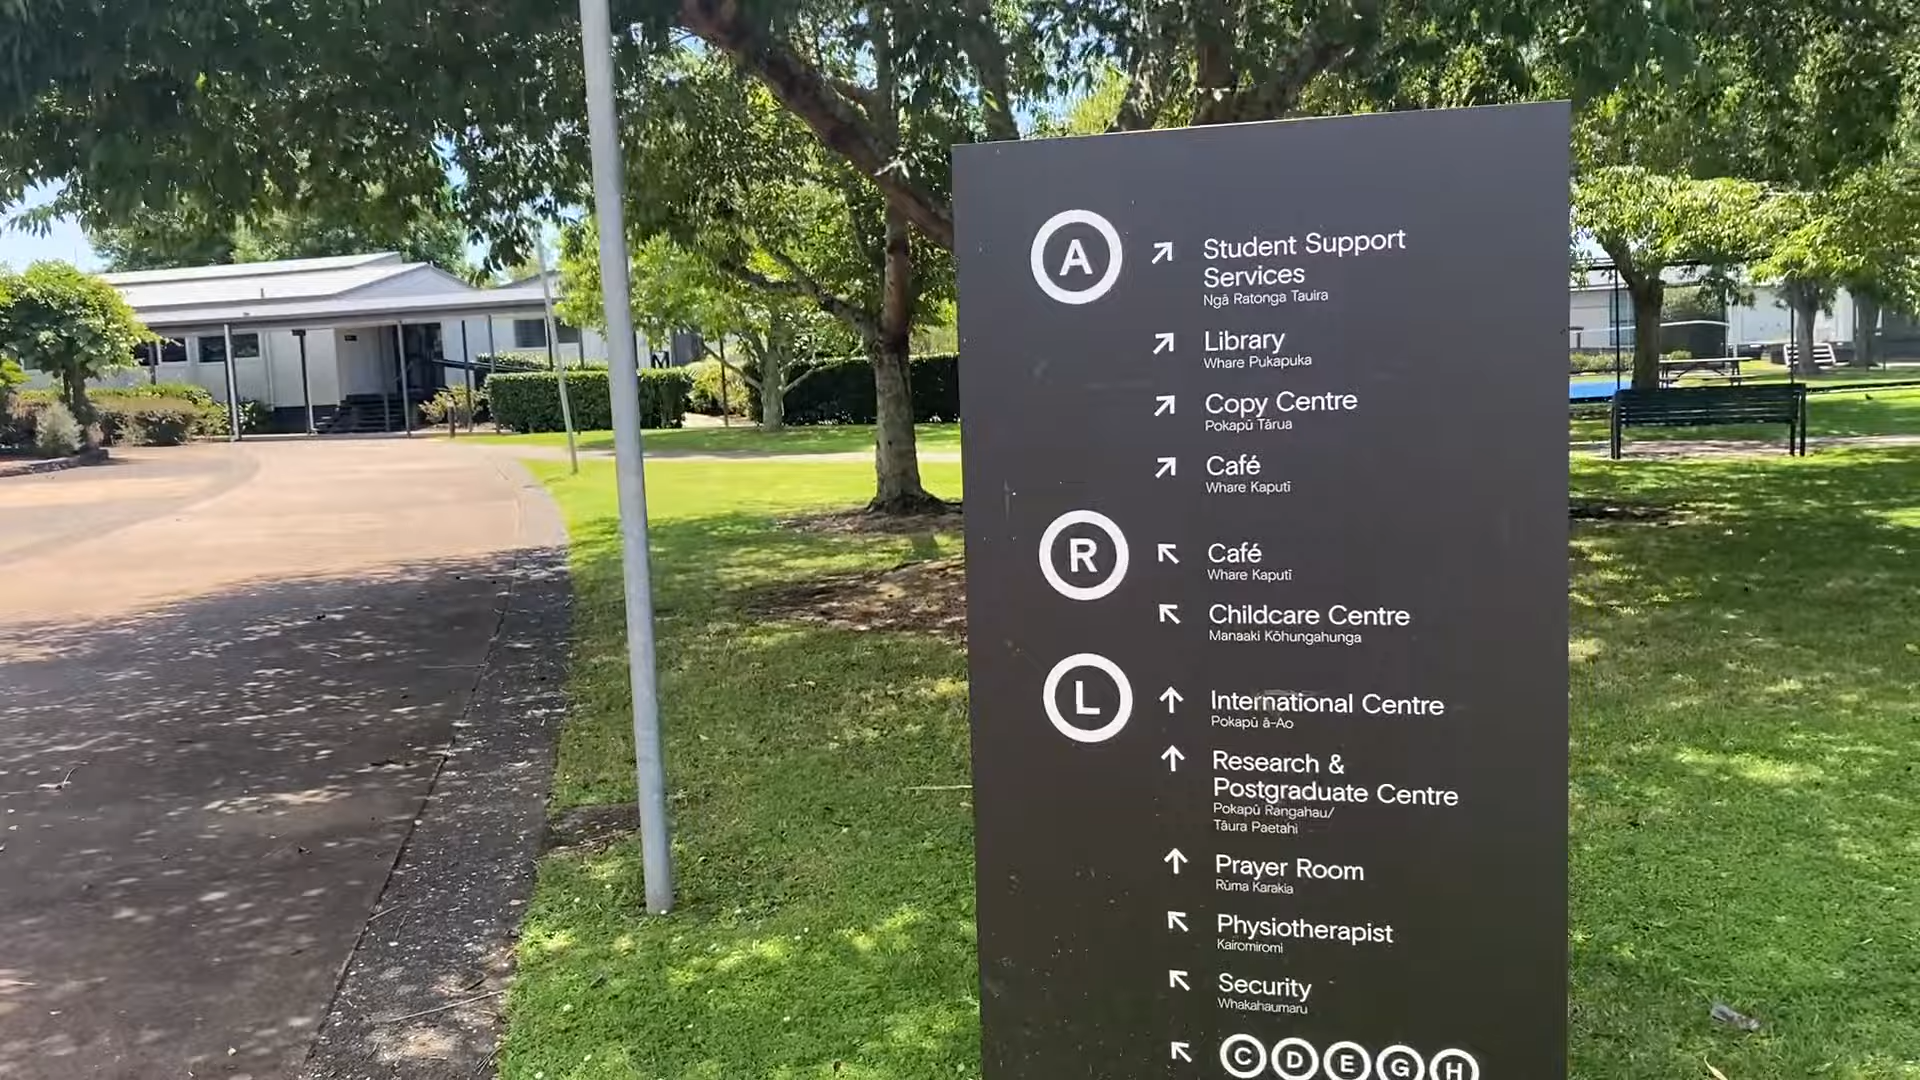 A
Student Support
Services
Ngā Ratonga Tauira
Library
Whare Pukapuka
Copy Centre
Pokapū Tārua
Café
Whare Kaputī
R
Café
Whare Kaputī
Childcare Centre
Manaaki Kōhungahunga
L
International Centre
Pokapū ā-Ao
Research &
Postgraduate Centre
Pokapū Rangahau/
Tāura Paetahi
Prayer Room
Rūma Karakia
Physiotherapist
Kairomiromi
Security
Whakahaumaru
C D E G H
M